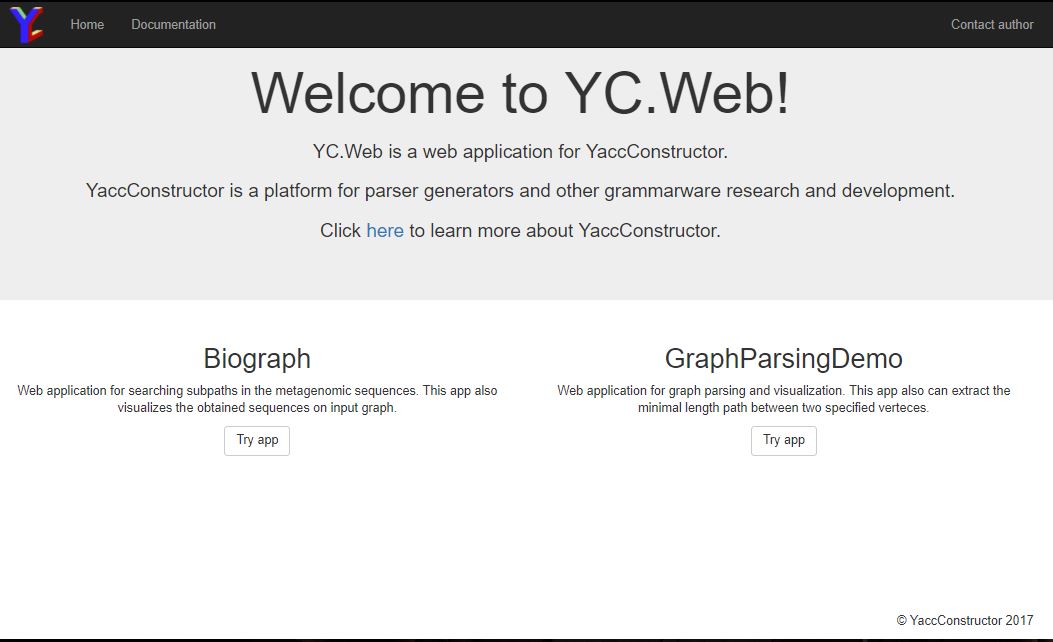 YC
Home
Documentation
Contact author
Welcome to YC.Web!
YC.Web is a web application for YaccConstructor.
YaccConstructor is a platform for parser generators and other grammarware research and development.
Click here to learn more about YaccConstructor.
Biograph
Web application for searching subpaths in the metagenomic sequences. This app also
visualizes the obtained sequences on input graph.
Try app
GraphParsingDemo
Web application for graph parsing and visualization. This app also can extract the
minimal length path between two specified verteces.
Try app
© YaccConstructor 2017